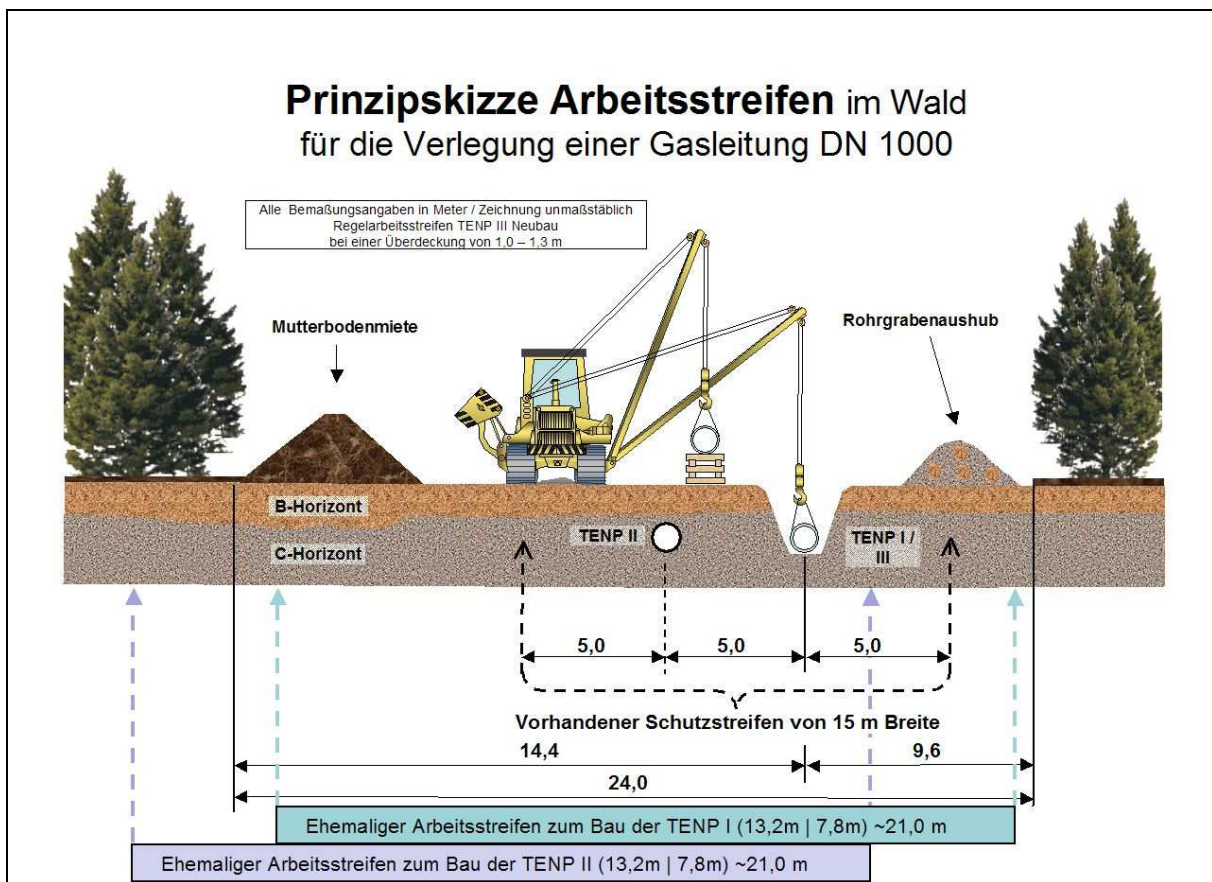 Prinzipskizze Arbeitsstreifen im Wald
für die Verlegung einer Gasleitung DN 1000
Alle Bemaßungsangaben in Meter / Zeichnung unmaßstäblich
Regelarbeitsstreifen TENP III Neubau
bei einer Überdeckung von 1,0 – 1,3 m
Mutterbodenmiete
Rohrgrabenaushub
B-Horizont
C-Horizont
TENP II
TENP I /
III
5,0
5,0
5,0
Vorhandener Schutzstreifen von 15 m Breite
14,4
9,6
24,0
Ehemaliger Arbeitsstreifen zum Bau der TENP I (13,2m | 7,8m) ~21,0 m
Ehemaliger Arbeitsstreifen zum Bau der TENP II (13,2m | 7,8m) ~21,0 m